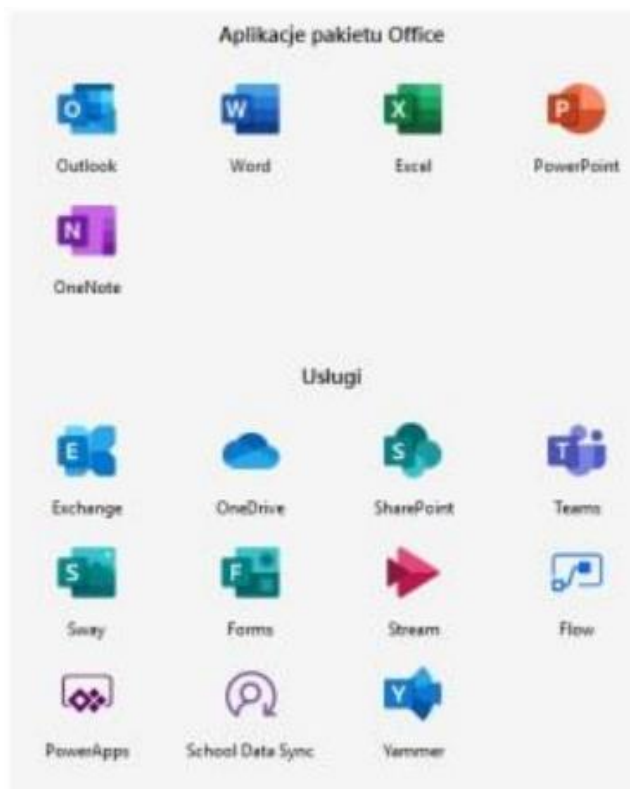 Aplikacje pakietu Office
O W X P
Outlook Word Excel PowerPoint
N
OneNote
Usługi
E S T
Exchange OneDrive SharePoint Teams
S F
Sway Forms Stream Flow
Y
PowerApps School Data Sync Yammer